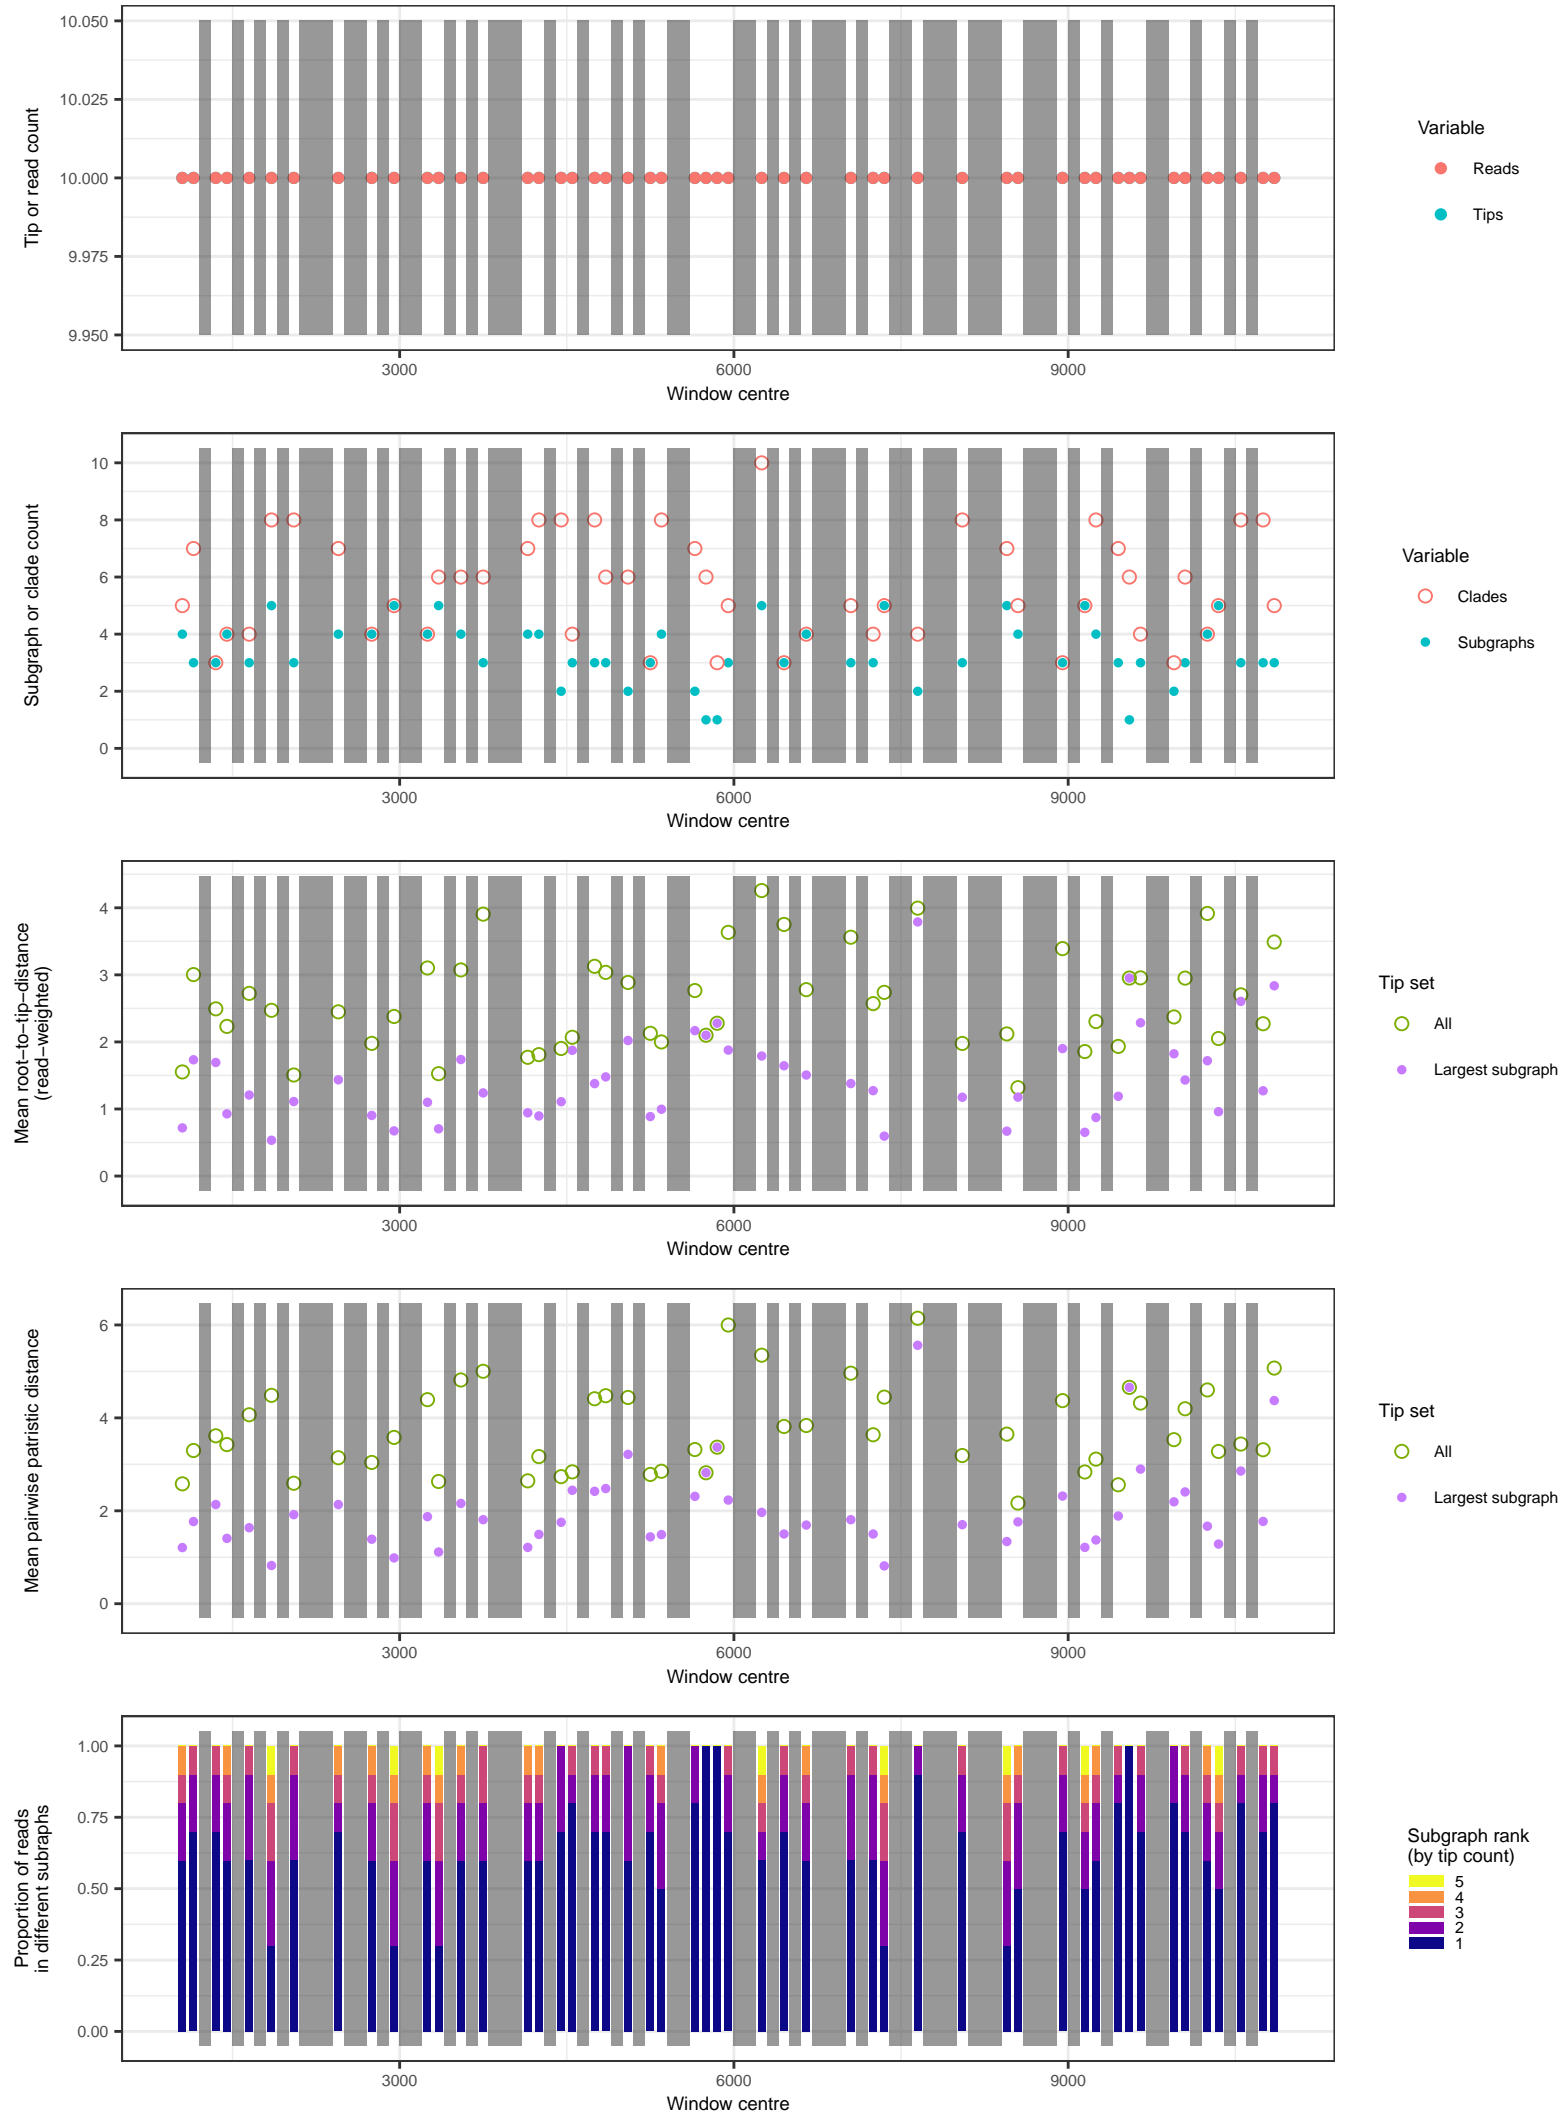 10.050
10.025
10.000
9.975
9.950
Tip or read count
3000
6000
9000
Window centre
Variable
Reads
Tips
10
8
6
4
2
0
Subgraph or clade count
3000
6000
9000
Window centre
Variable
Clades
Subgraphs
4
3
2
1
0
Mean root−to−tip−distance
(read−weighted)
3000
6000
9000
Window centre
Tip set
All
Largest subgraph
6
4
2
0
Mean pairwise patristic distance
3000
6000
9000
Window centre
Tip set
All
Largest subgraph
1.00
0.75
0.50
0.25
0.00
Proportion of reads
in different subraphs
3000
6000
9000
Window centre
Subgraph rank
(by tip count)
5
4
3
2
1